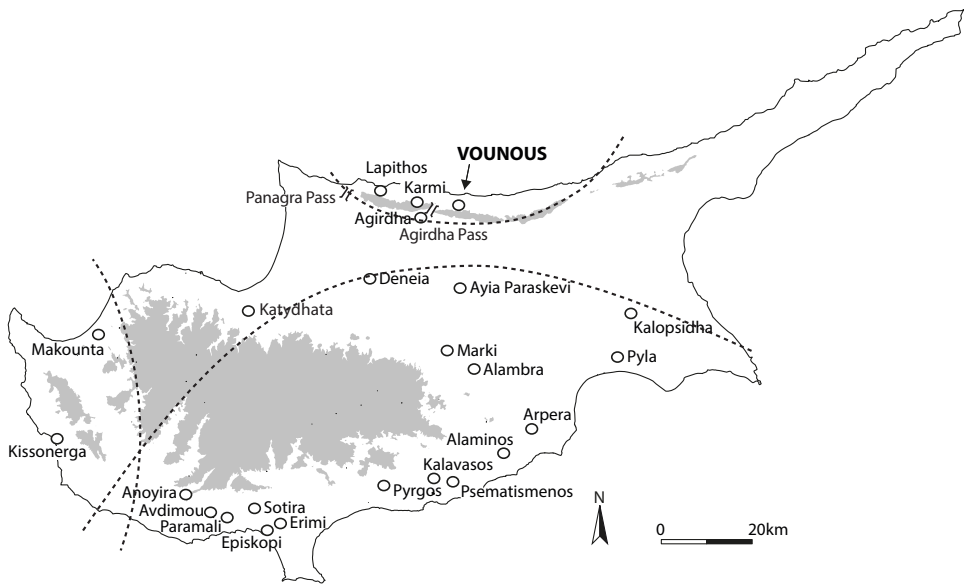 VOUNOUS
Lapithos
Karmi
Panagra Pass
Agirdha
Agirdha Pass
Deneia
Ayia Paraskevi
Katydhata
Kalopsidha
Makounta
Marki
Pyla
Alambra
Arpera
Kissonerga
Alaminos
Kalavasos
Anoyira
Pyrgos
Psematismenos
Avdimou
Sotira
Paramali
Erimi
Episkopi
N
0
20km